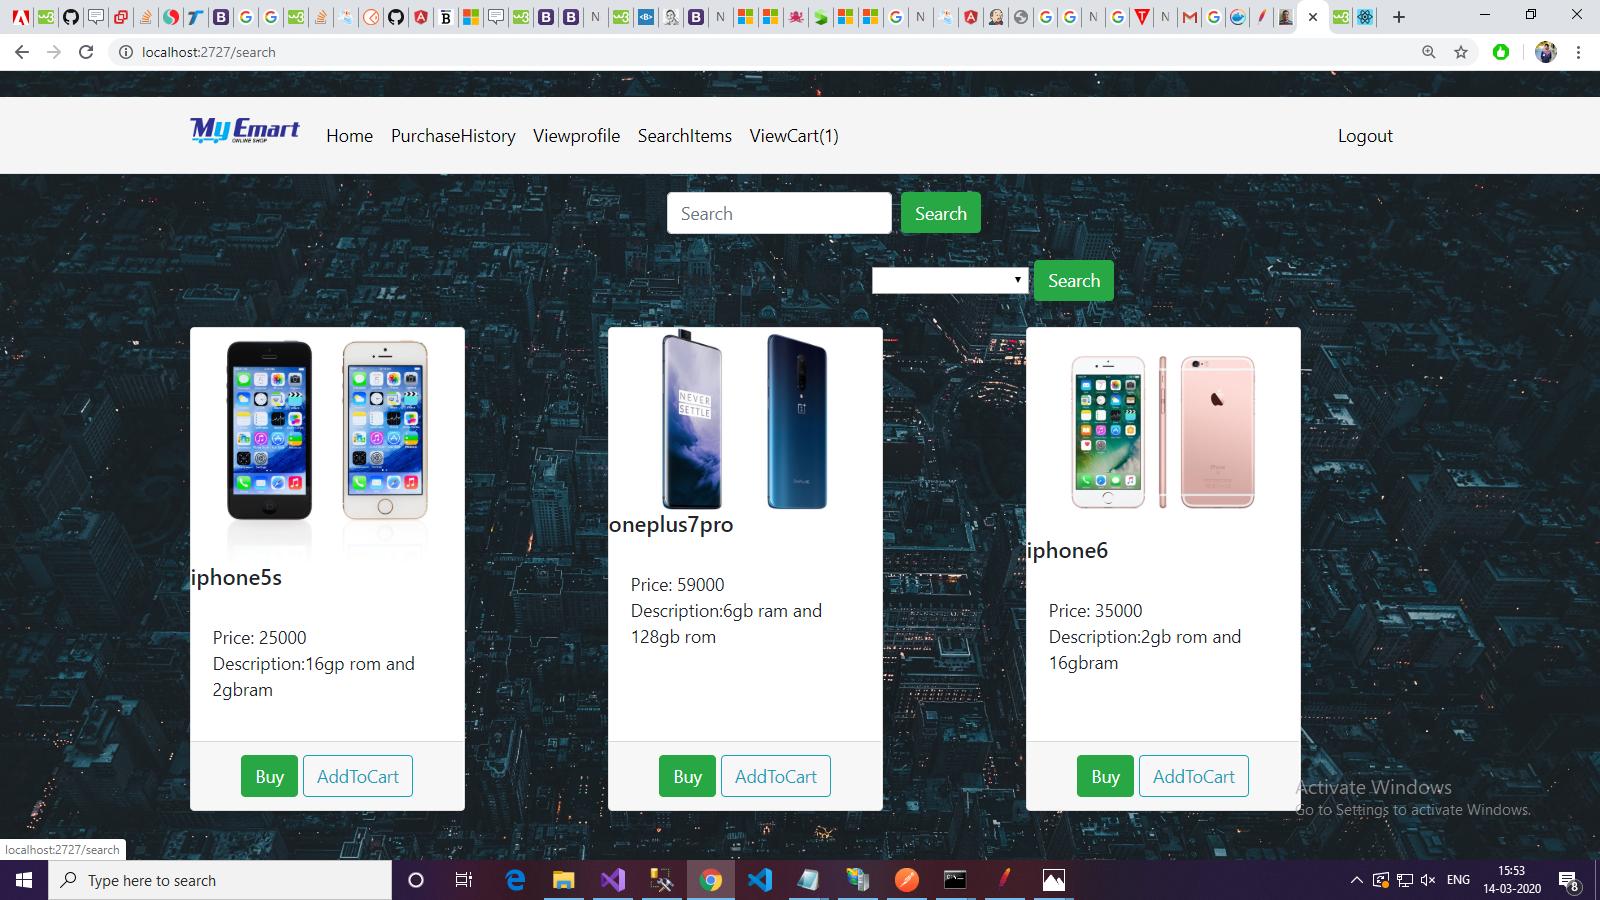 localhost:2727/search
My Emart
ONLINE SHOP
Home
PurchaseHistory
Viewprofile
SearchItems
ViewCart(1)
Logout
Search
Search
Search
NEVER
SETTLE
iphone5s
Price: 25000
Description:16gp rom and
2gbram
Buy
AddToCart
oneplus7pro
Price: 59000
Description:6gb ram and
128gb rom
Buy
AddToCart
iphone6
Price: 35000
Description:2gb rom and
16gbram
Buy
AddToCart
Activate Windows
Go to Settings to activate Windows.
localhost:2727/search
Type here to search
ENG
15:53
14-03-2020
8